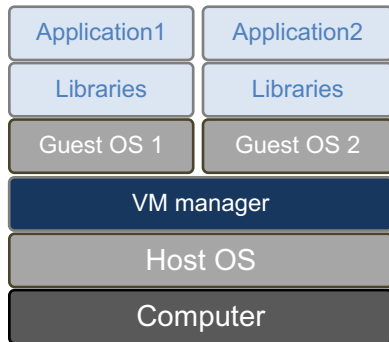 Application1 Application2
Libraries Libraries
Guest OS 1 Guest OS 2
VM manager
Host OS
Computer